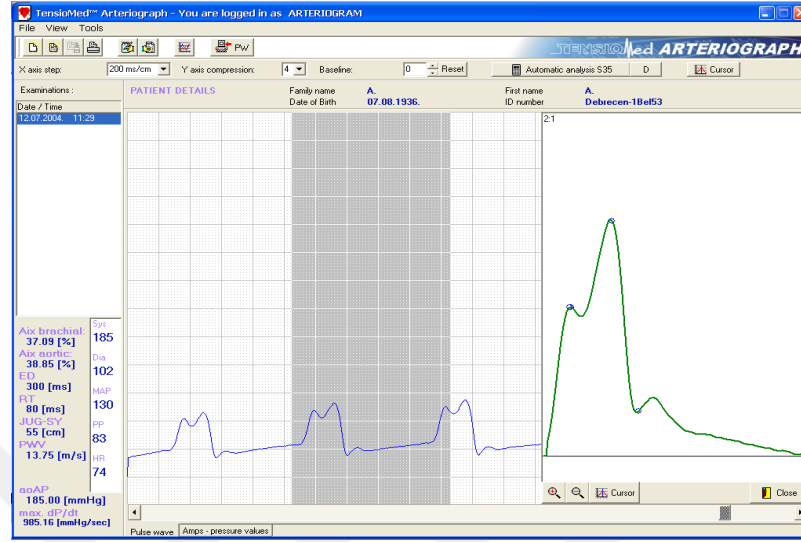 TensioMed™ Arteriograph - You are logged in as ARTERIOGRAM
File View Tools
PW
TENSIOMed ARTERIOGRAPH
X axis step: 200 ms/cm Y axis compression: 4 Baseline: 0 Reset Automatic analysis S35 D Cursor
Examinations :
Date / Time
12.07.2004. 11:29
PATIENT DETAILS
Family name A. First name A.
Date of Birth 07.08.1936. ID number Debrecen-1Bel53
2:1
Aix brachial:
37.09 [%]
Aix aortic:
38.85 [%]
ED
300 [ms]
RT
80 [ms]
JUG-SY
55 [cm]
PWV
13.75 [m/s]
Sys
185
Dia
102
MAP
130
PP
83
HR
74
aoAP
185.00 [mmHg]
max. dP/dt
985.16 [mmHg/sec]
Cursor Close
Pulse wave Amps - pressure values